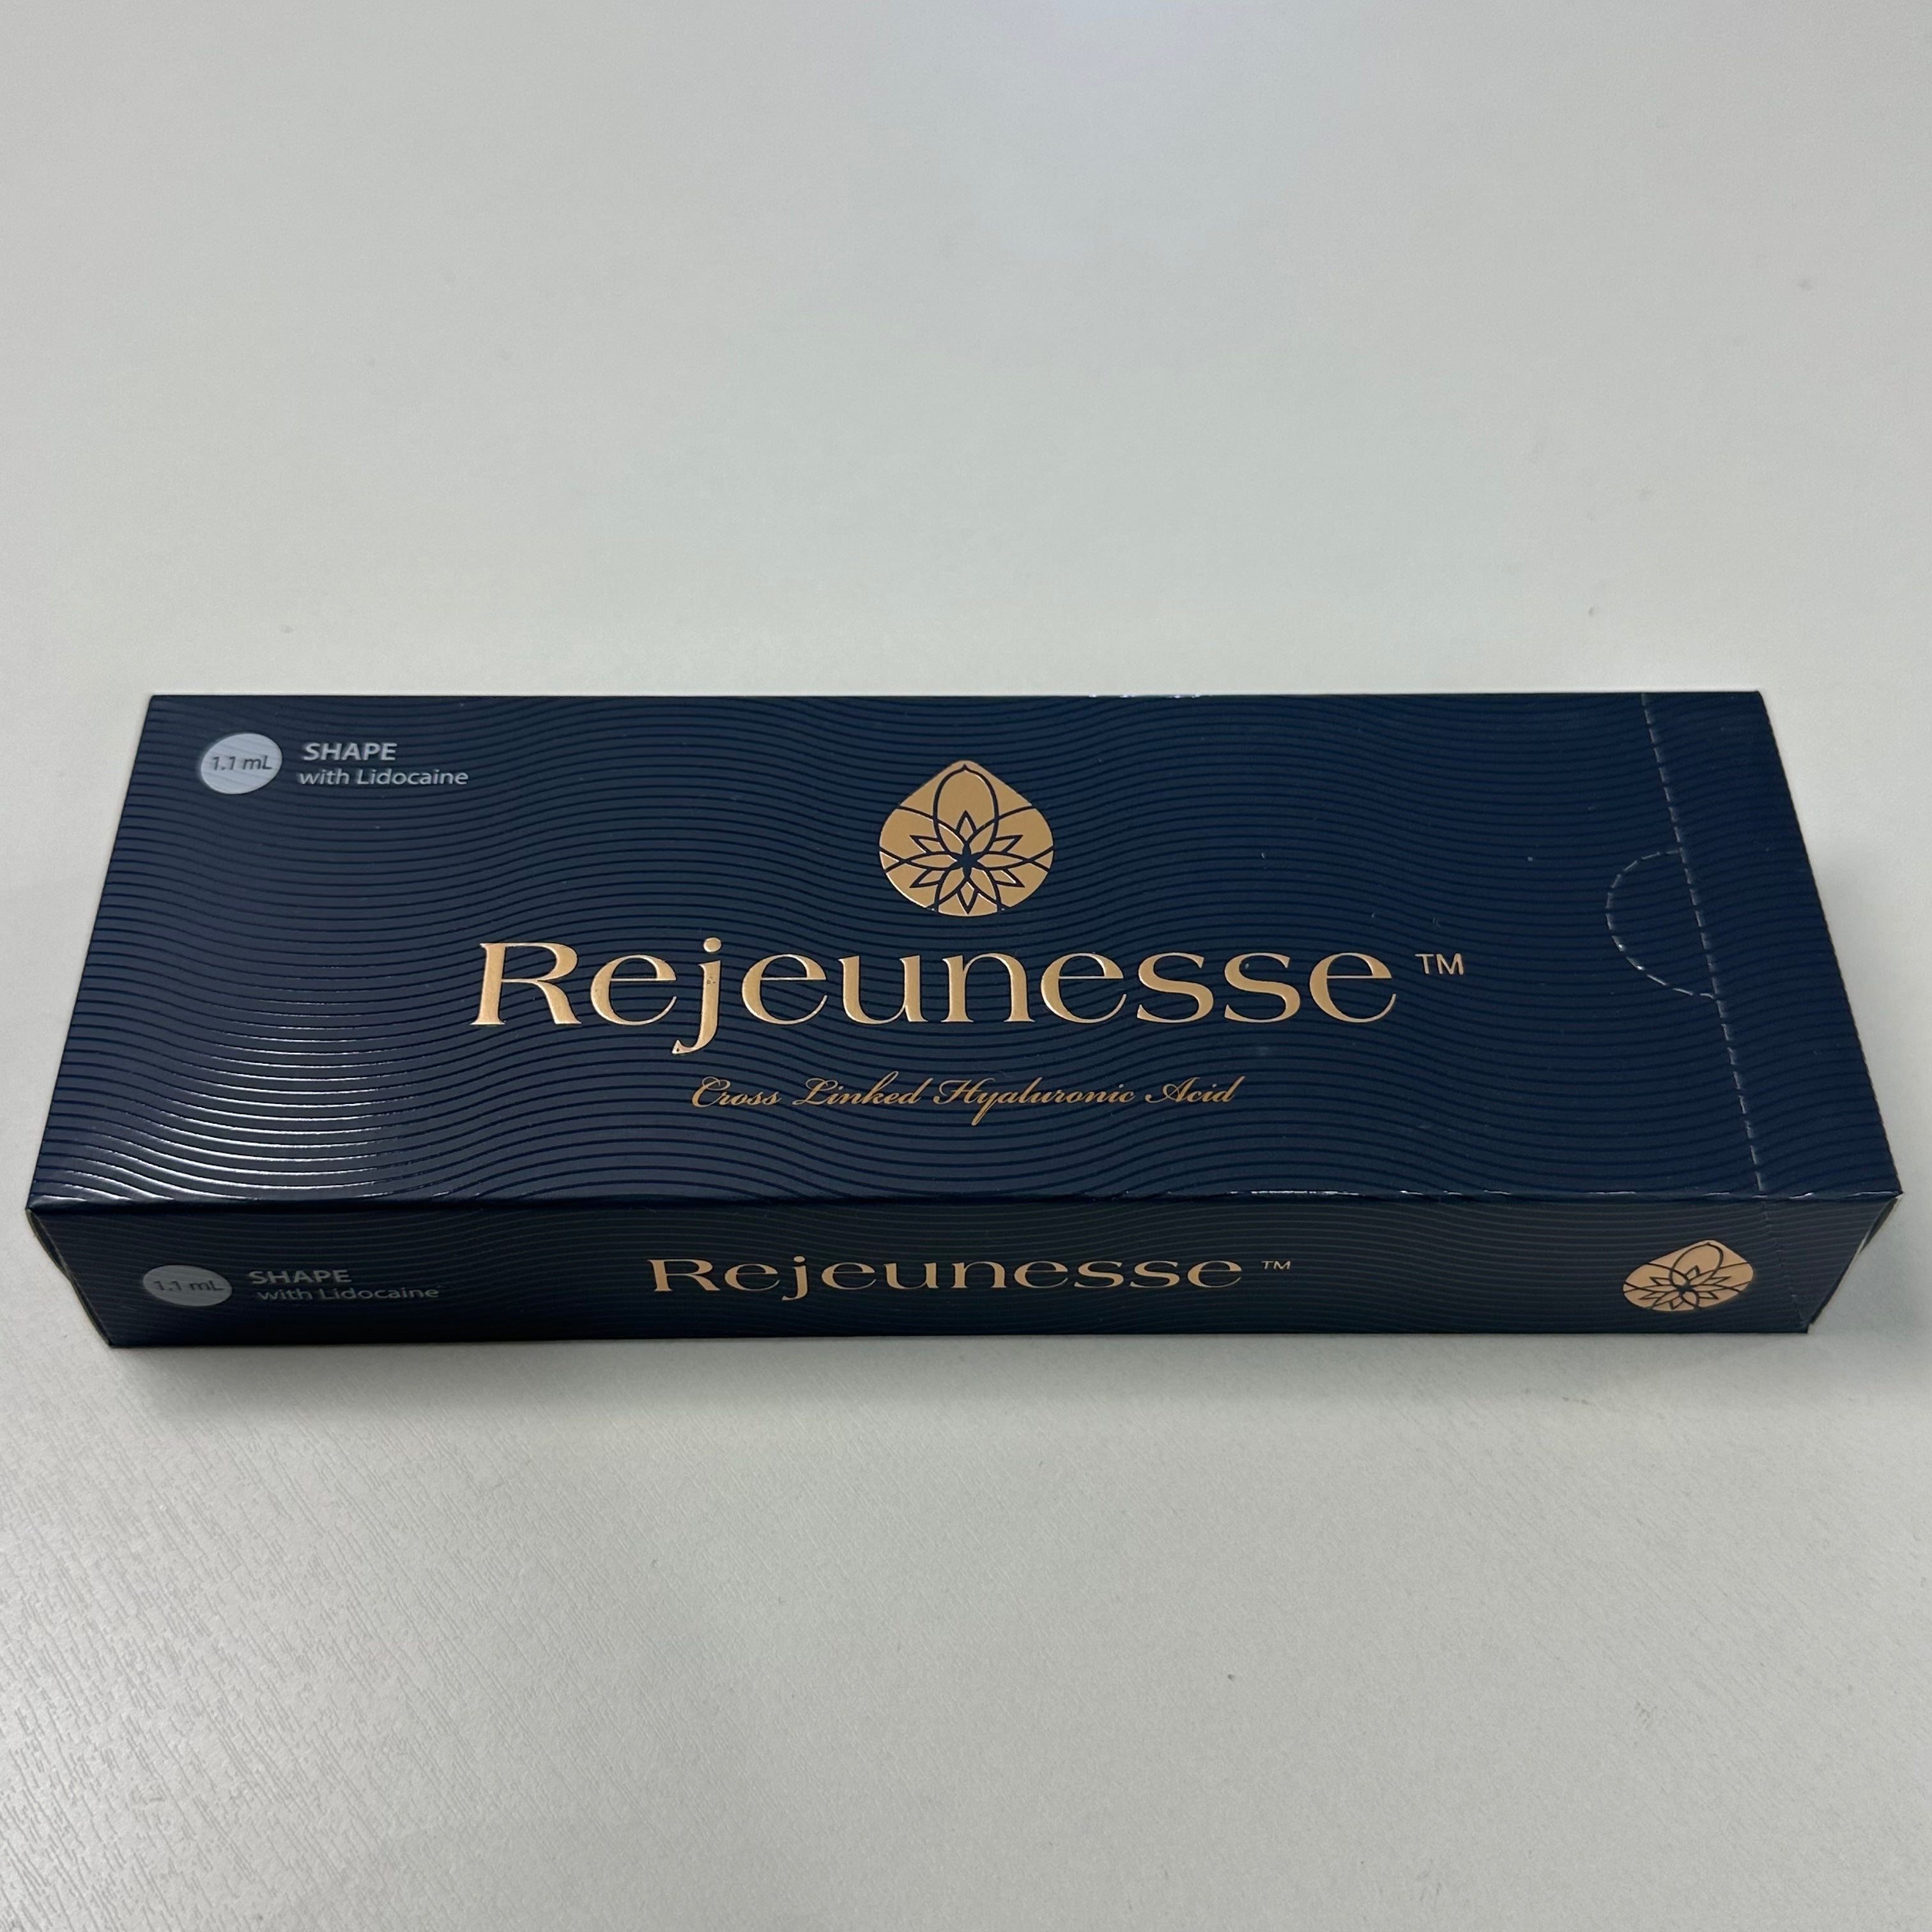 1.1 mL
SHAPE
with Lidocaine
Rejeunesse™
Cross Linked Hyaluronic Acid
1.1 mL
SHAPE
with Lidocaine
Rejeunesse™